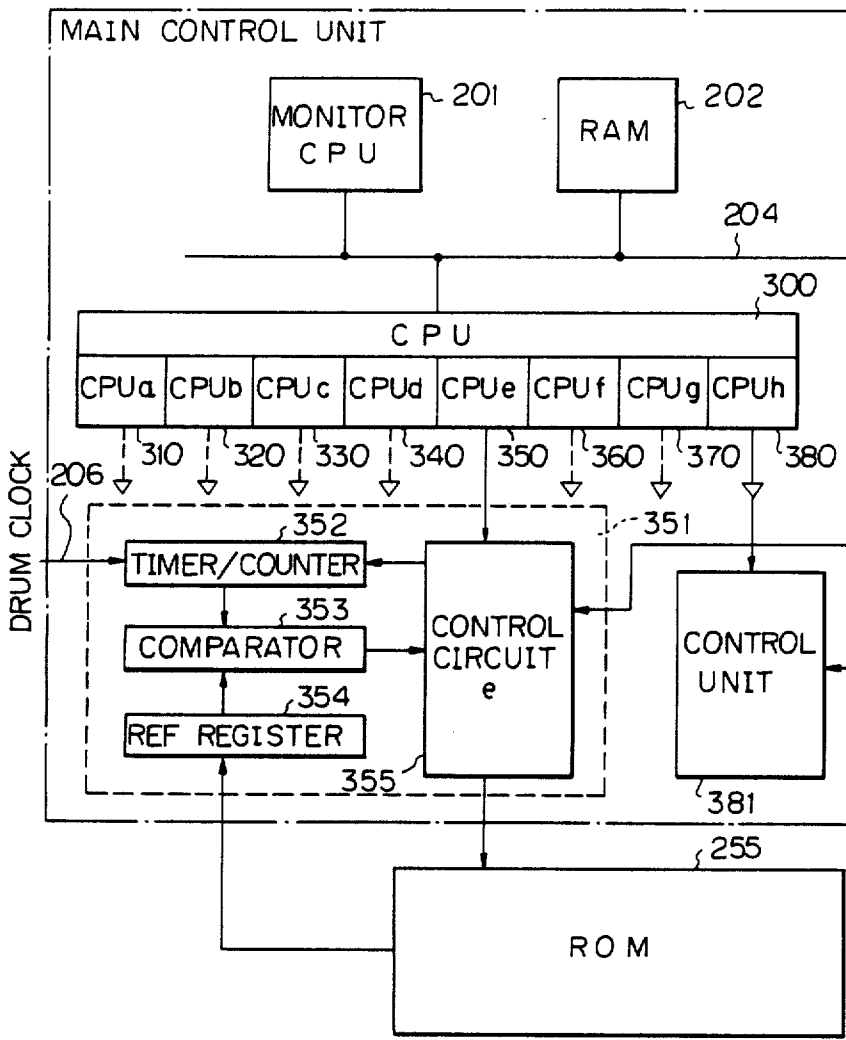 MAIN CONTROL UNIT
201
202
MONITOR
CPU
RAM
204
300
CPU
CPUa CPUb CPUc CPUd CPUe CPUf CPUg CPUh
310 320 330 340 350 360 370 380
206
DRUM CLOCK
352
351
TIMER/COUNTER
353
COMPARATOR
354
REF REGISTER
CONTROL
CIRCUIT
e
355
CONTROL
UNIT
381
255
ROM